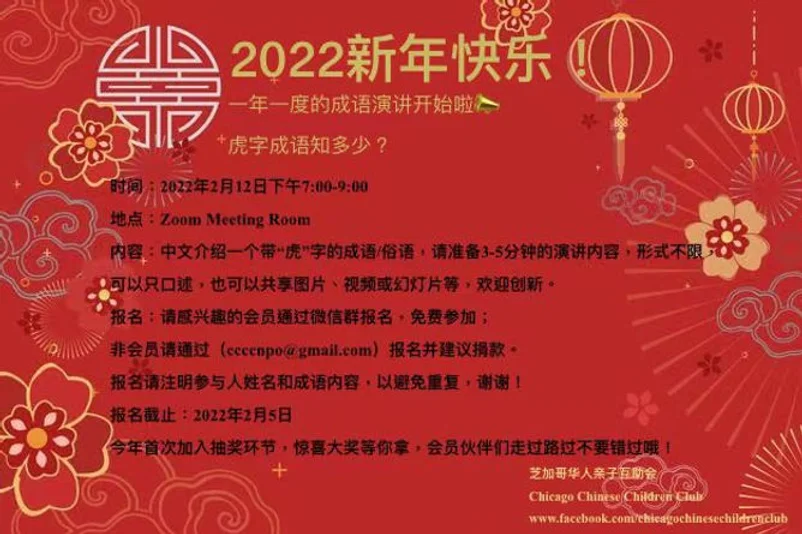 2022新年快乐！
一年一度的成语演讲开始啦
虎字成语知多少？
时间：2022年2月12日下午7:00-9:00
地点：Zoom Meeting Room
内容：中文介绍一个带“虎”字的成语/俗语，请准备3-5分钟的演讲内容，形式不限，
可以只口述，也可以共享图片、视频或幻灯片等，欢迎创新。
报名：请感兴趣的会员通过微信群报名，免费参加；
非会员请通过（ccccnpo@gmail.com）报名并建议捐款。
报名请注明参与人姓名和成语内容，以避免重复，谢谢！
报名截止：2022年2月5日
今年首次加入抽奖环节，惊喜大奖等你拿，会员伙伴们走过路过不要错过哦！
芝加哥华人亲子互助会
Chicago Chinese Children Club
www.facebook.com/chicagochinesechildrenclub